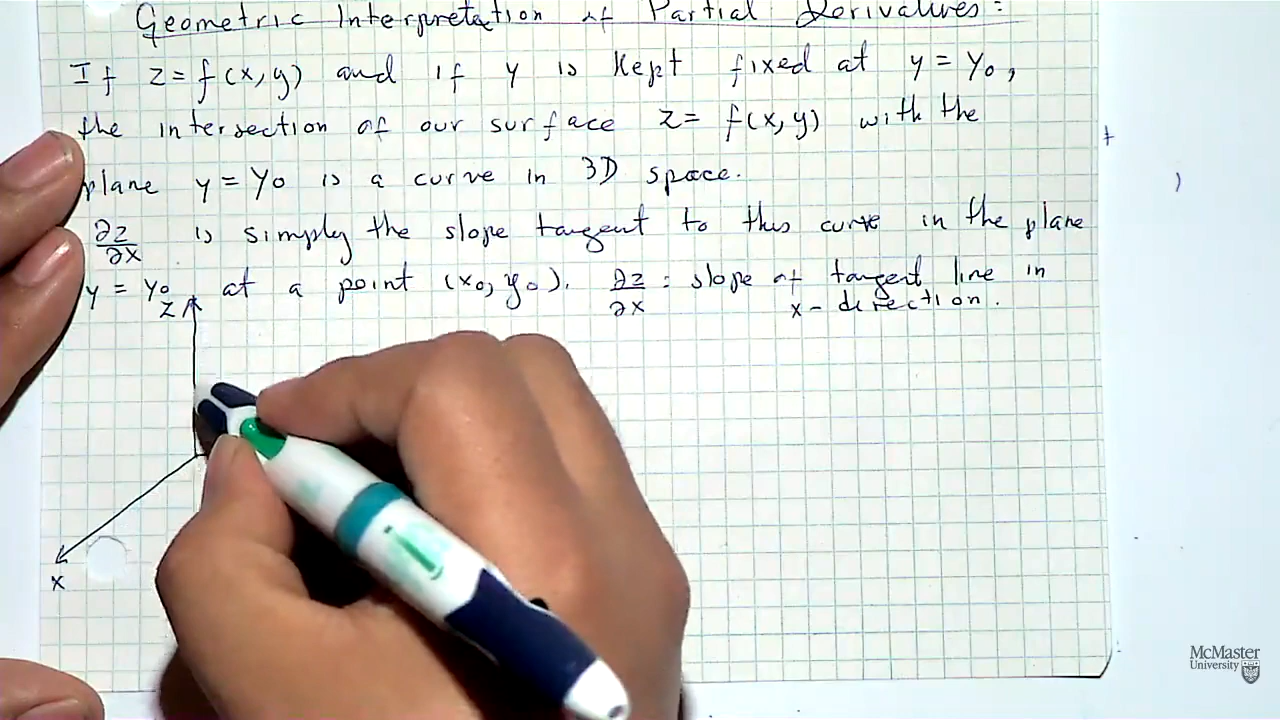 Geometric Interpretation of Partial Derivatives:
If z = f(x,y) and if y is kept fixed at y = y₀,
the intersection of our surface z = f(x,y) with the
plane y = y₀ is a curve in 3D space.
∂z/∂x is simply the slope tangent to this curve in the plane
y = y₀ at a point (x₀, y₀). ∂z/∂x : slope of tangent line in
x - direction.
z
x
McMaster
University